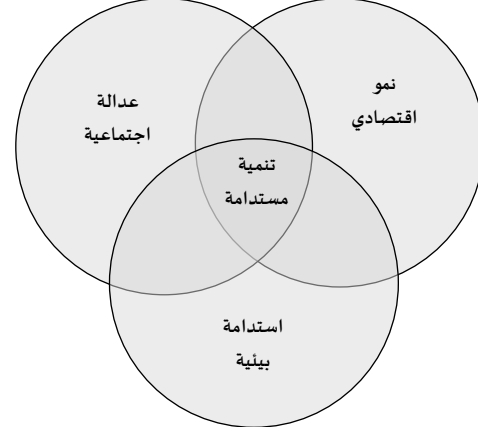 نمو
اقتصادي
عدالة
اجتماعية
تنمية
مستدامة
استدامة
بيئية